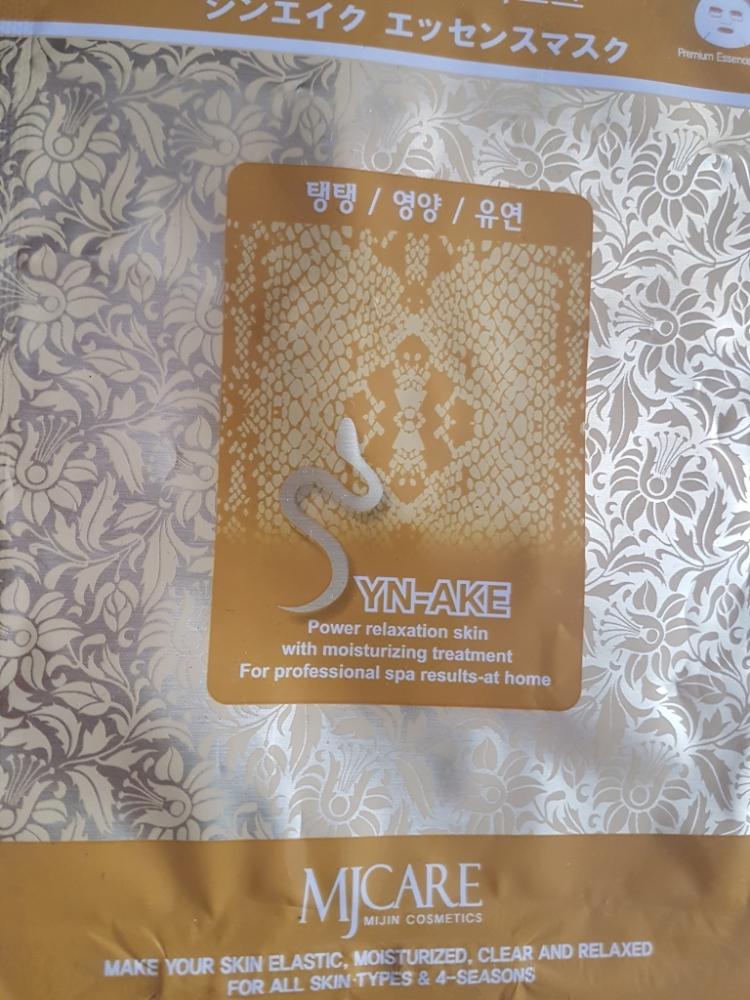 シンエイク エッセンスマスク
Premium Essence
탱탱 / 영양 / 유연
YN-AKE
Power relaxation skin
with moisturizing treatment
For professional spa results-at home
MJCARE
MIJIN COSMETICS
MAKE YOUR SKIN ELASTIC, MOISTURIZED, CLEAR AND RELAXED
FOR ALL SKIN-TYPES & 4-SEASONS